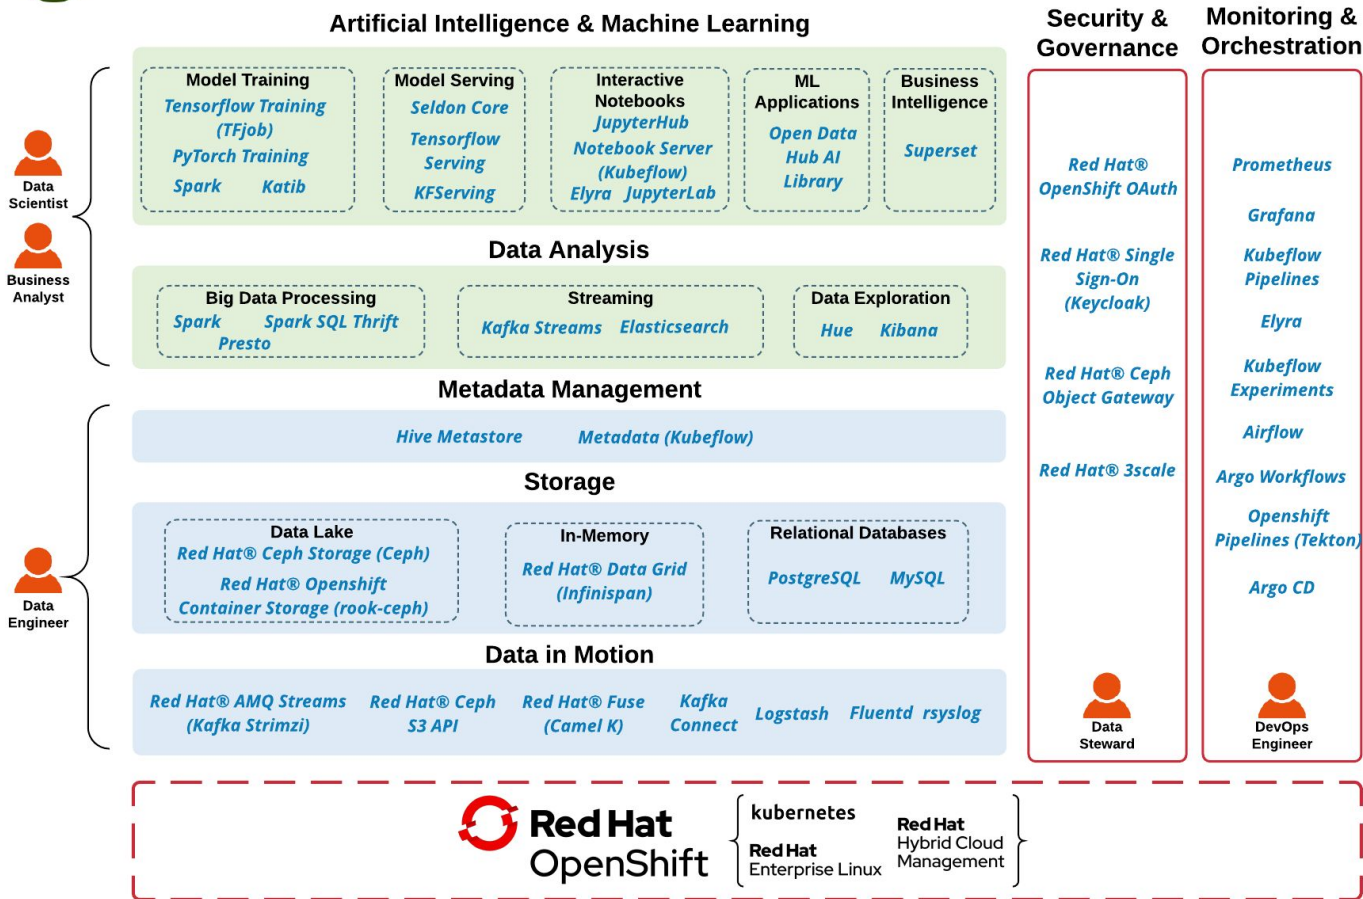 Artificial Intelligence & Machine Learning
Security &
Governance
Monitoring &
Orchestration
Model Training
Tensorflow Training
(TFjob)
PyTorch Training
Spark Katib
Model Serving
Seldon Core
Tensorflow
Serving
KFServing
Interactive
Notebooks
JupyterHub
Notebook Server
(Kubeflow)
Elyra JupyterLab
ML
Applications
Open Data
Hub AI
Library
Business
Intelligence
Superset
Data
Scientist
Business
Analyst
Data Analysis
Big Data Processing
Spark Spark SQL Thrift
Presto
Streaming
Kafka Streams Elasticsearch
Data Exploration
Hue Kibana
Metadata Management
Hive Metastore Metadata (Kubeflow)
Storage
Data Lake
Red Hat® Ceph Storage (Ceph)
Red Hat® Openshift
Container Storage (rook-ceph)
In-Memory
Red Hat® Data Grid
(Infinispan)
Relational Databases
PostgreSQL MySQL
Data
Engineer
Data in Motion
Red Hat® AMQ Streams
(Kafka Strimzi)
Red Hat® Ceph
S3 API
Red Hat® Fuse
(Camel K)
Kafka
Connect
Logstash
Fluentd rsyslog
Red Hat®
OpenShift OAuth
Red Hat® Single
Sign-On
(Keycloak)
Red Hat® Ceph
Object Gateway
Red Hat® 3scale
Data
Steward
Prometheus
Grafana
Kubeflow
Pipelines
Elyra
Kubeflow
Experiments
Airflow
Argo Workflows
Openshift
Pipelines (Tekton)
Argo CD
DevOps
Engineer
Red Hat
OpenShift
kubernetes
Red Hat
Enterprise Linux
Red Hat
Hybrid Cloud
Management